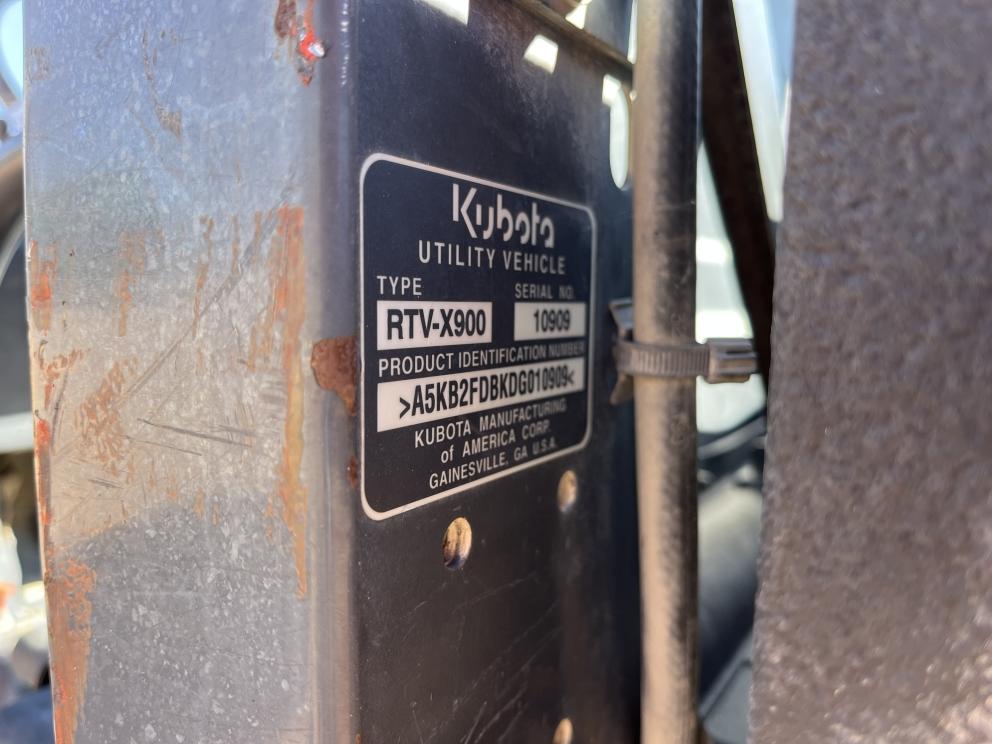 Kubota
UTILITY VEHICLE
TYPE SERIAL NO.
RTV-X900 10909
PRODUCT IDENTIFICATION NUMBER
>A5KB2FDBKDG010909<
KUBOTA MANUFACTURING
of AMERICA CORP.
GAINESVILLE, GA U.S.A.